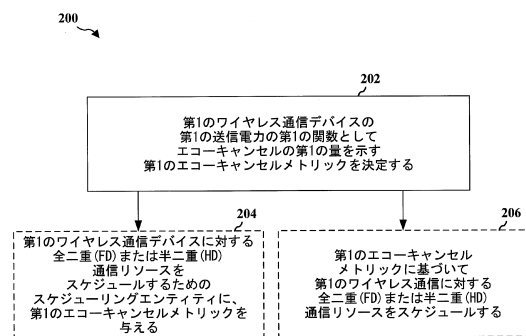 200
202
第1のワイヤレス通信デバイスの
第1の送信電力の第1の関数として
エコーキャンセルの第1の量を示す
第1のエコーキャンセルメトリックを決定する
204
第1のワイヤレス通信デバイスに対する
全二重(FD)または半二重(HD)
通信リソースを
スケジュールするための
スケジューリングエンティティに、
第1のエコーキャンセルメトリックを
与える
206
第1のエコーキャンセル
メトリックに基づいて
第1のワイヤレス通信に対する
全二重(FD)または半二重(HD)
通信リソースをスケジュールする